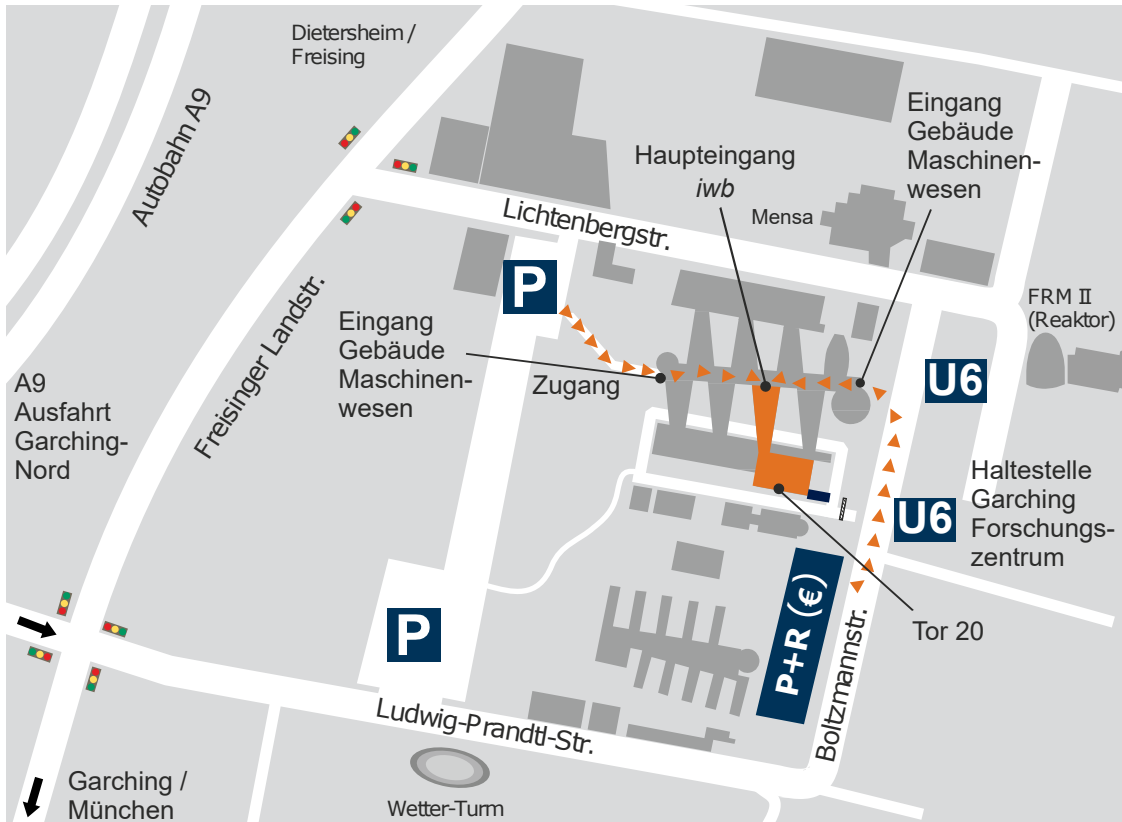 Dietersheim /
Freising
Autobahn A9
Eingang
Gebäude
Maschinen-
wesen
Haupteingang
iwb
Mensa
Lichtenbergstr.
P
FRM II
(Reaktor)
Eingang
Gebäude
Maschinen-
wesen
Zugang
Freisinger Landstr.
A9
Ausfahrt
Garching-
Nord
U6
U6
Haltestelle
Garching
Forschungs-
zentrum
P
P+R (€)
Tor 20
Boltzmannstr.
Ludwig-Prandtl-Str.
Garching /
München
Wetter-Turm